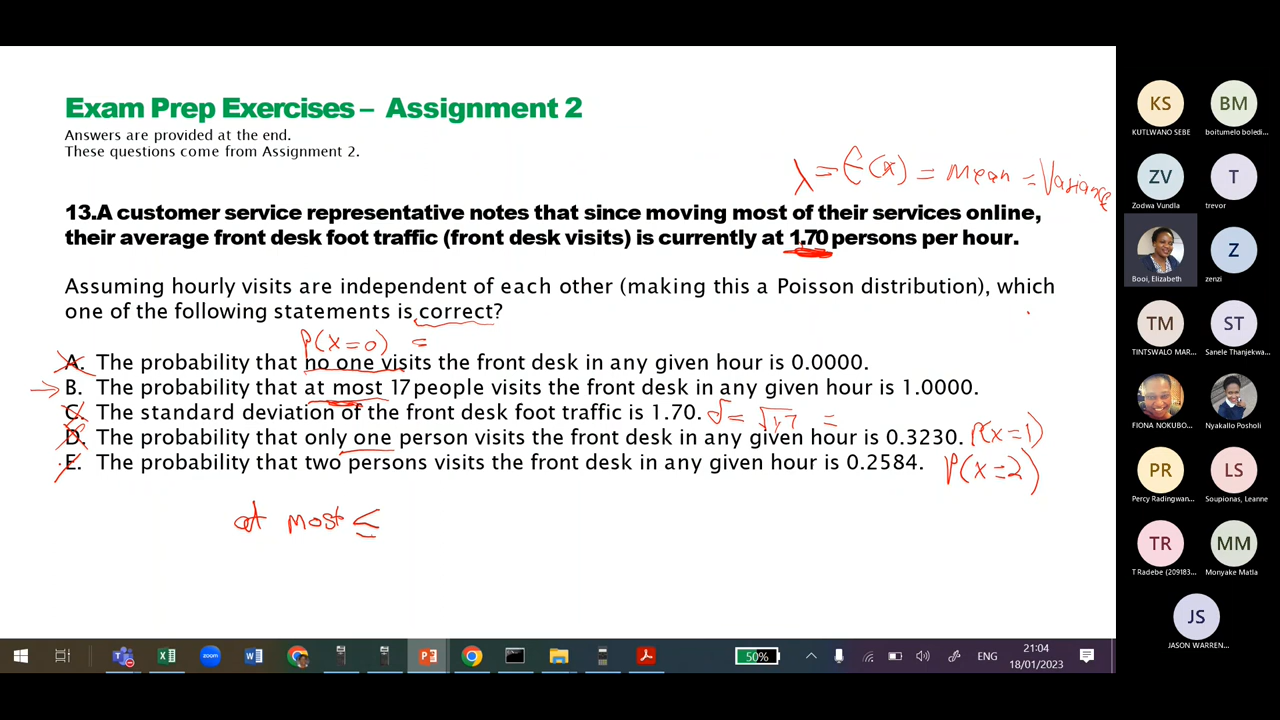 Exam Prep Exercises – Assignment 2
Answers are provided at the end.
These questions come from Assignment 2.
λ = E(x) = mean = Variance
13.A customer service representative notes that since moving most of their services online,
their average front desk foot traffic (front desk visits) is currently at 1.70 persons per hour.
Assuming hourly visits are independent of each other (making this a Poisson distribution), which
one of the following statements is correct?
P(X=0) =
A. The probability that no one visits the front desk in any given hour is 0.0000.
B. The probability that at most 17 people visits the front desk in any given hour is 1.0000.
C. The standard deviation of the front desk foot traffic is 1.70. √ = √1,7 =
D. The probability that only one person visits the front desk in any given hour is 0.3230. P(X=1)
E. The probability that two persons visits the front desk in any given hour is 0.2584. P(X=2)
at most ≤
KS
KUTLWANO SEBE
BM
boitumelo boledi...
ZV
Zodwa Vundla
T
trevor
Booi, Elizabeth
Z
zenzi
TM
TINTSWALO MAR...
ST
Sanele Thanjekwa...
FIONA NOKUBO...
Nyakallo Posholi
PR
Percy Radingwan...
LS
Soupionas, Leanne
TR
T Radebe (209183...
MM
Monyake Matla
JS
JASON WARREN...
zoom
50%
ENG
21:04
18/01/2023